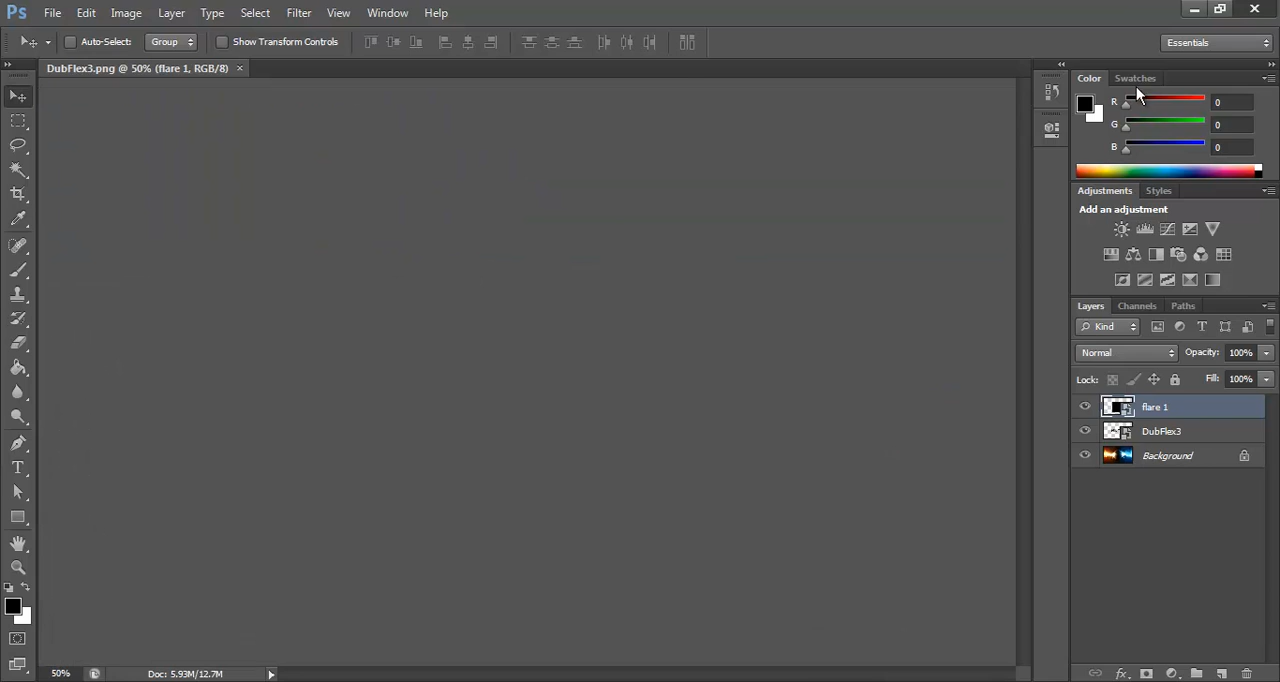 Ps File Edit Image Layer Type Select Filter View Window Help
Auto-Select: Group Show Transform Controls Essentials
DubFlex3.png @ 50% (flare 1, RGB/8) ×
Color Swatches
R 0
G 0
B 0
Adjustments Styles
Add an adjustment
Layers Channels Paths
Kind
Normal Opacity: 100%
Lock: Fill: 100%
flare 1
DubFlex3
Background
50% Doc: 5.93M/12.7M